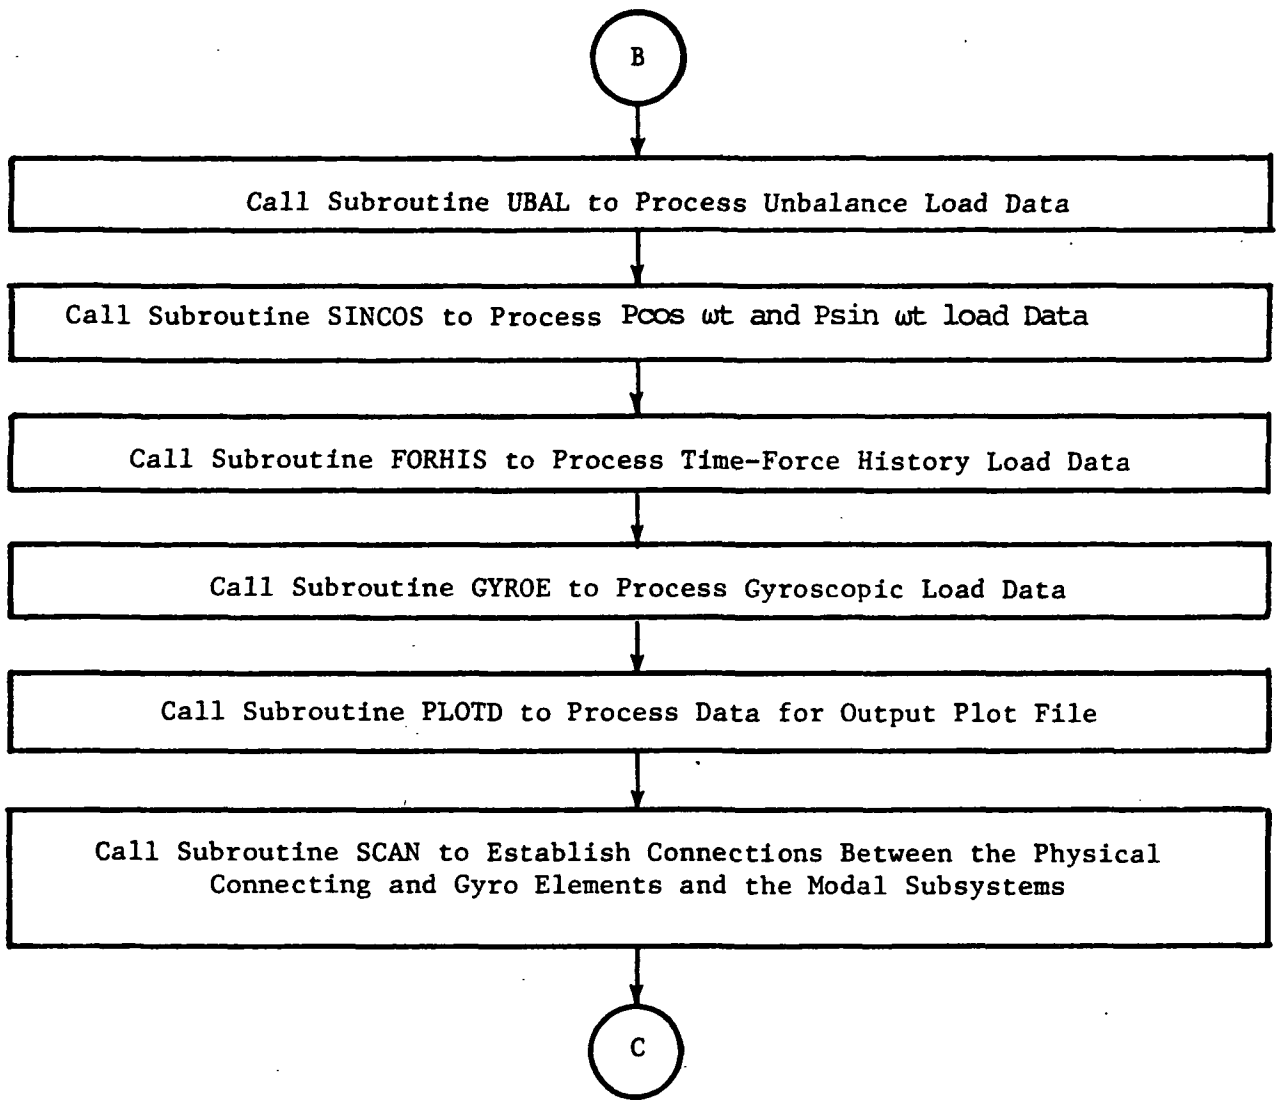 B
Call Subroutine UBAL to Process Unbalance Load Data
Call Subroutine SINCOS to Process Pcos ωt and Psin ωt load Data
Call Subroutine FORHIS to Process Time-Force History Load Data
Call Subroutine GYROE to Process Gyroscopic Load Data
Call Subroutine PLOTD to Process Data for Output Plot File
Call Subroutine SCAN to Establish Connections Between the Physical
Connecting and Gyro Elements and the Modal Subsystems
C